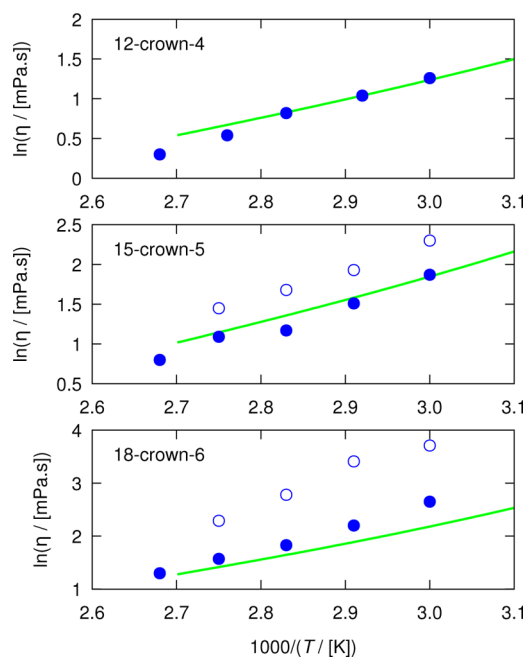 2
12-crown-4
1.5
1
0.5
0
ln(η / [mPa.s])
2.6 2.7 2.8 2.9 3.0 3.1
2.5
15-crown-5
2
1.5
1
0.5
ln(η / [mPa.s])
2.6 2.7 2.8 2.9 3.0 3.1
4
18-crown-6
3
2
1
ln(η / [mPa.s])
2.6 2.7 2.8 2.9 3.0 3.1
1000/(T / [K])